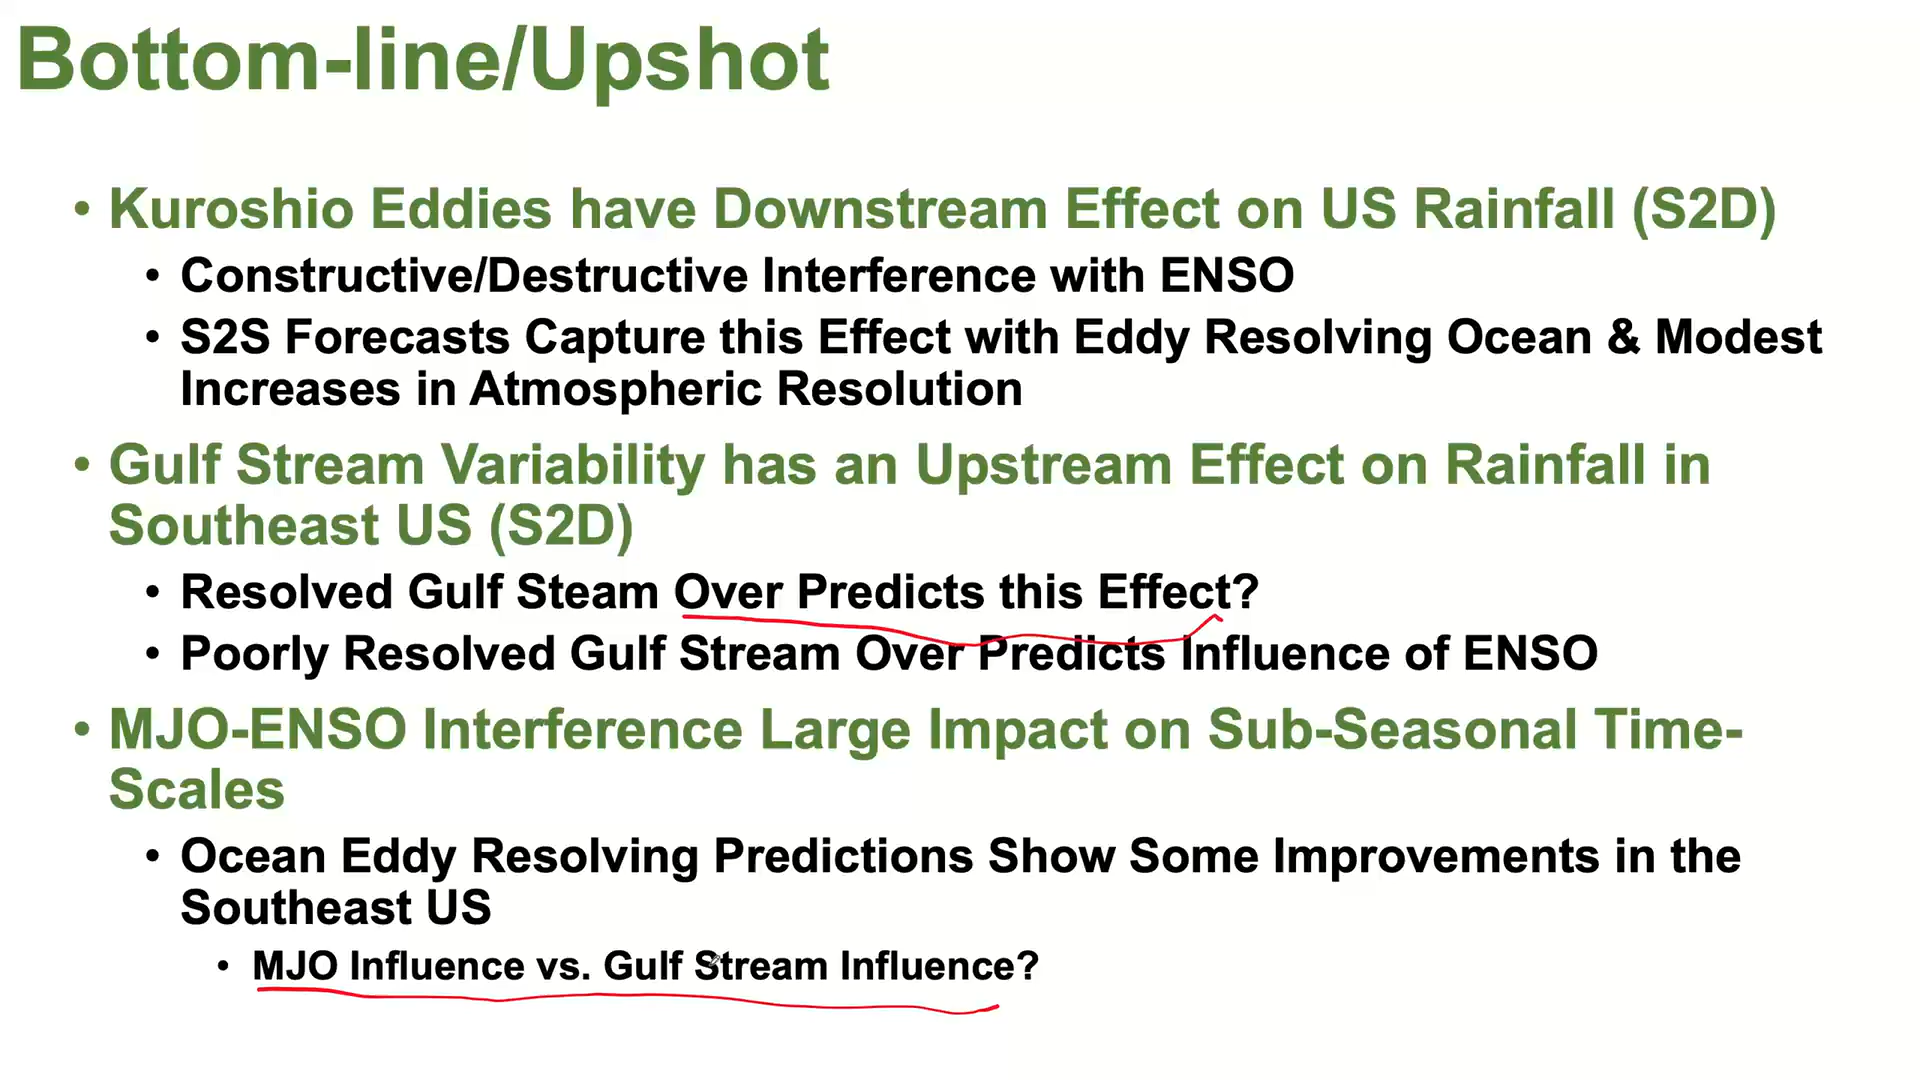 Bottom-line/Upshot
• Kuroshio Eddies have Downstream Effect on US Rainfall (S2D)
• Constructive/Destructive Interference with ENSO
• S2S Forecasts Capture this Effect with Eddy Resolving Ocean & Modest
Increases in Atmospheric Resolution
• Gulf Stream Variability has an Upstream Effect on Rainfall in
Southeast US (S2D)
• Resolved Gulf Steam Over Predicts this Effect?
• Poorly Resolved Gulf Stream Over Predicts Influence of ENSO
• MJO-ENSO Interference Large Impact on Sub-Seasonal Time-
Scales
• Ocean Eddy Resolving Predictions Show Some Improvements in the
Southeast US
• MJO Influence vs. Gulf Stream Influence?